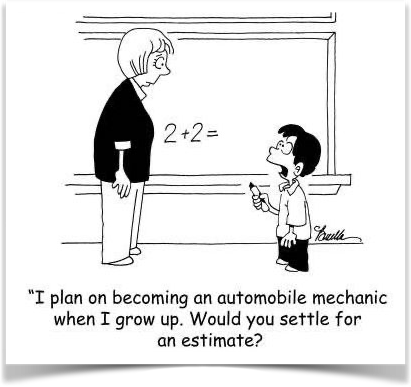 2+2=
"I plan on becoming an automobile mechanic
when I grow up. Would you settle for
an estimate?